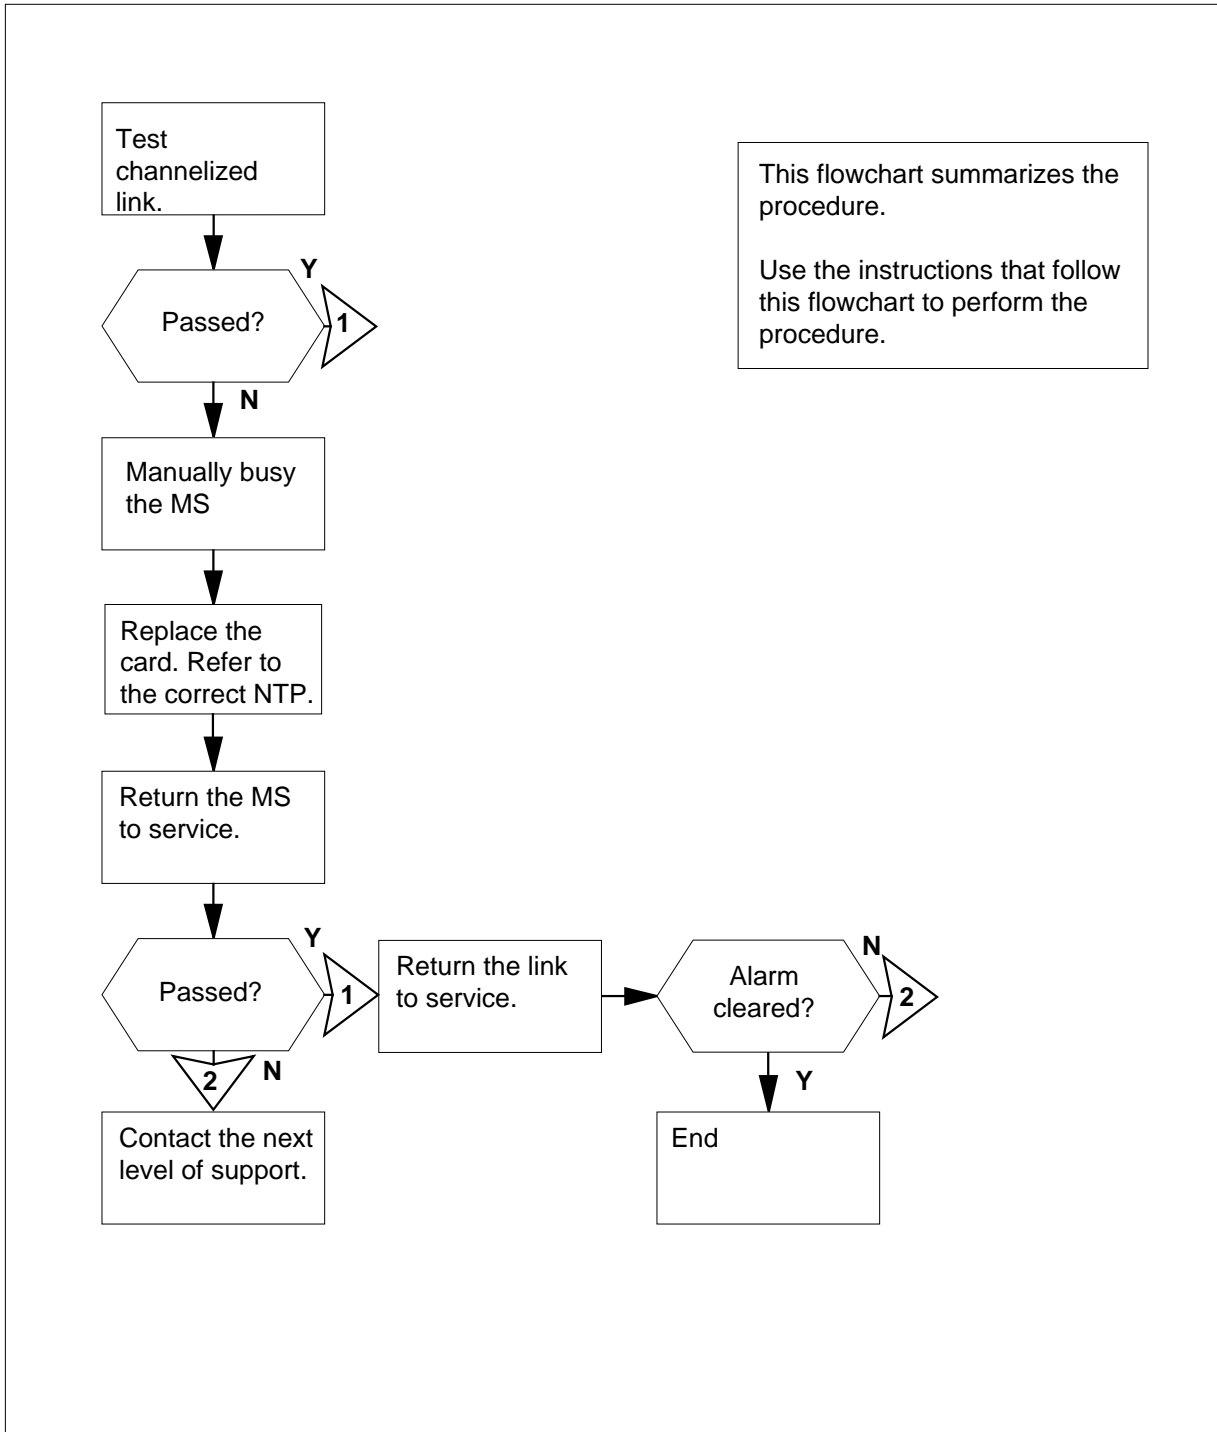 Test
channelized
link.
This flowchart summarizes the
procedure.
Use the instructions that follow
this flowchart to perform the
procedure.
Y
Passed?
1
N
Manually busy
the MS
Replace the
card. Refer to
the correct NTP.
Return the MS
to service.
Y
Passed?
1
Return the link
to service.
N
Alarm
cleared?
2
2
N
Y
Contact the next
level of support.
End